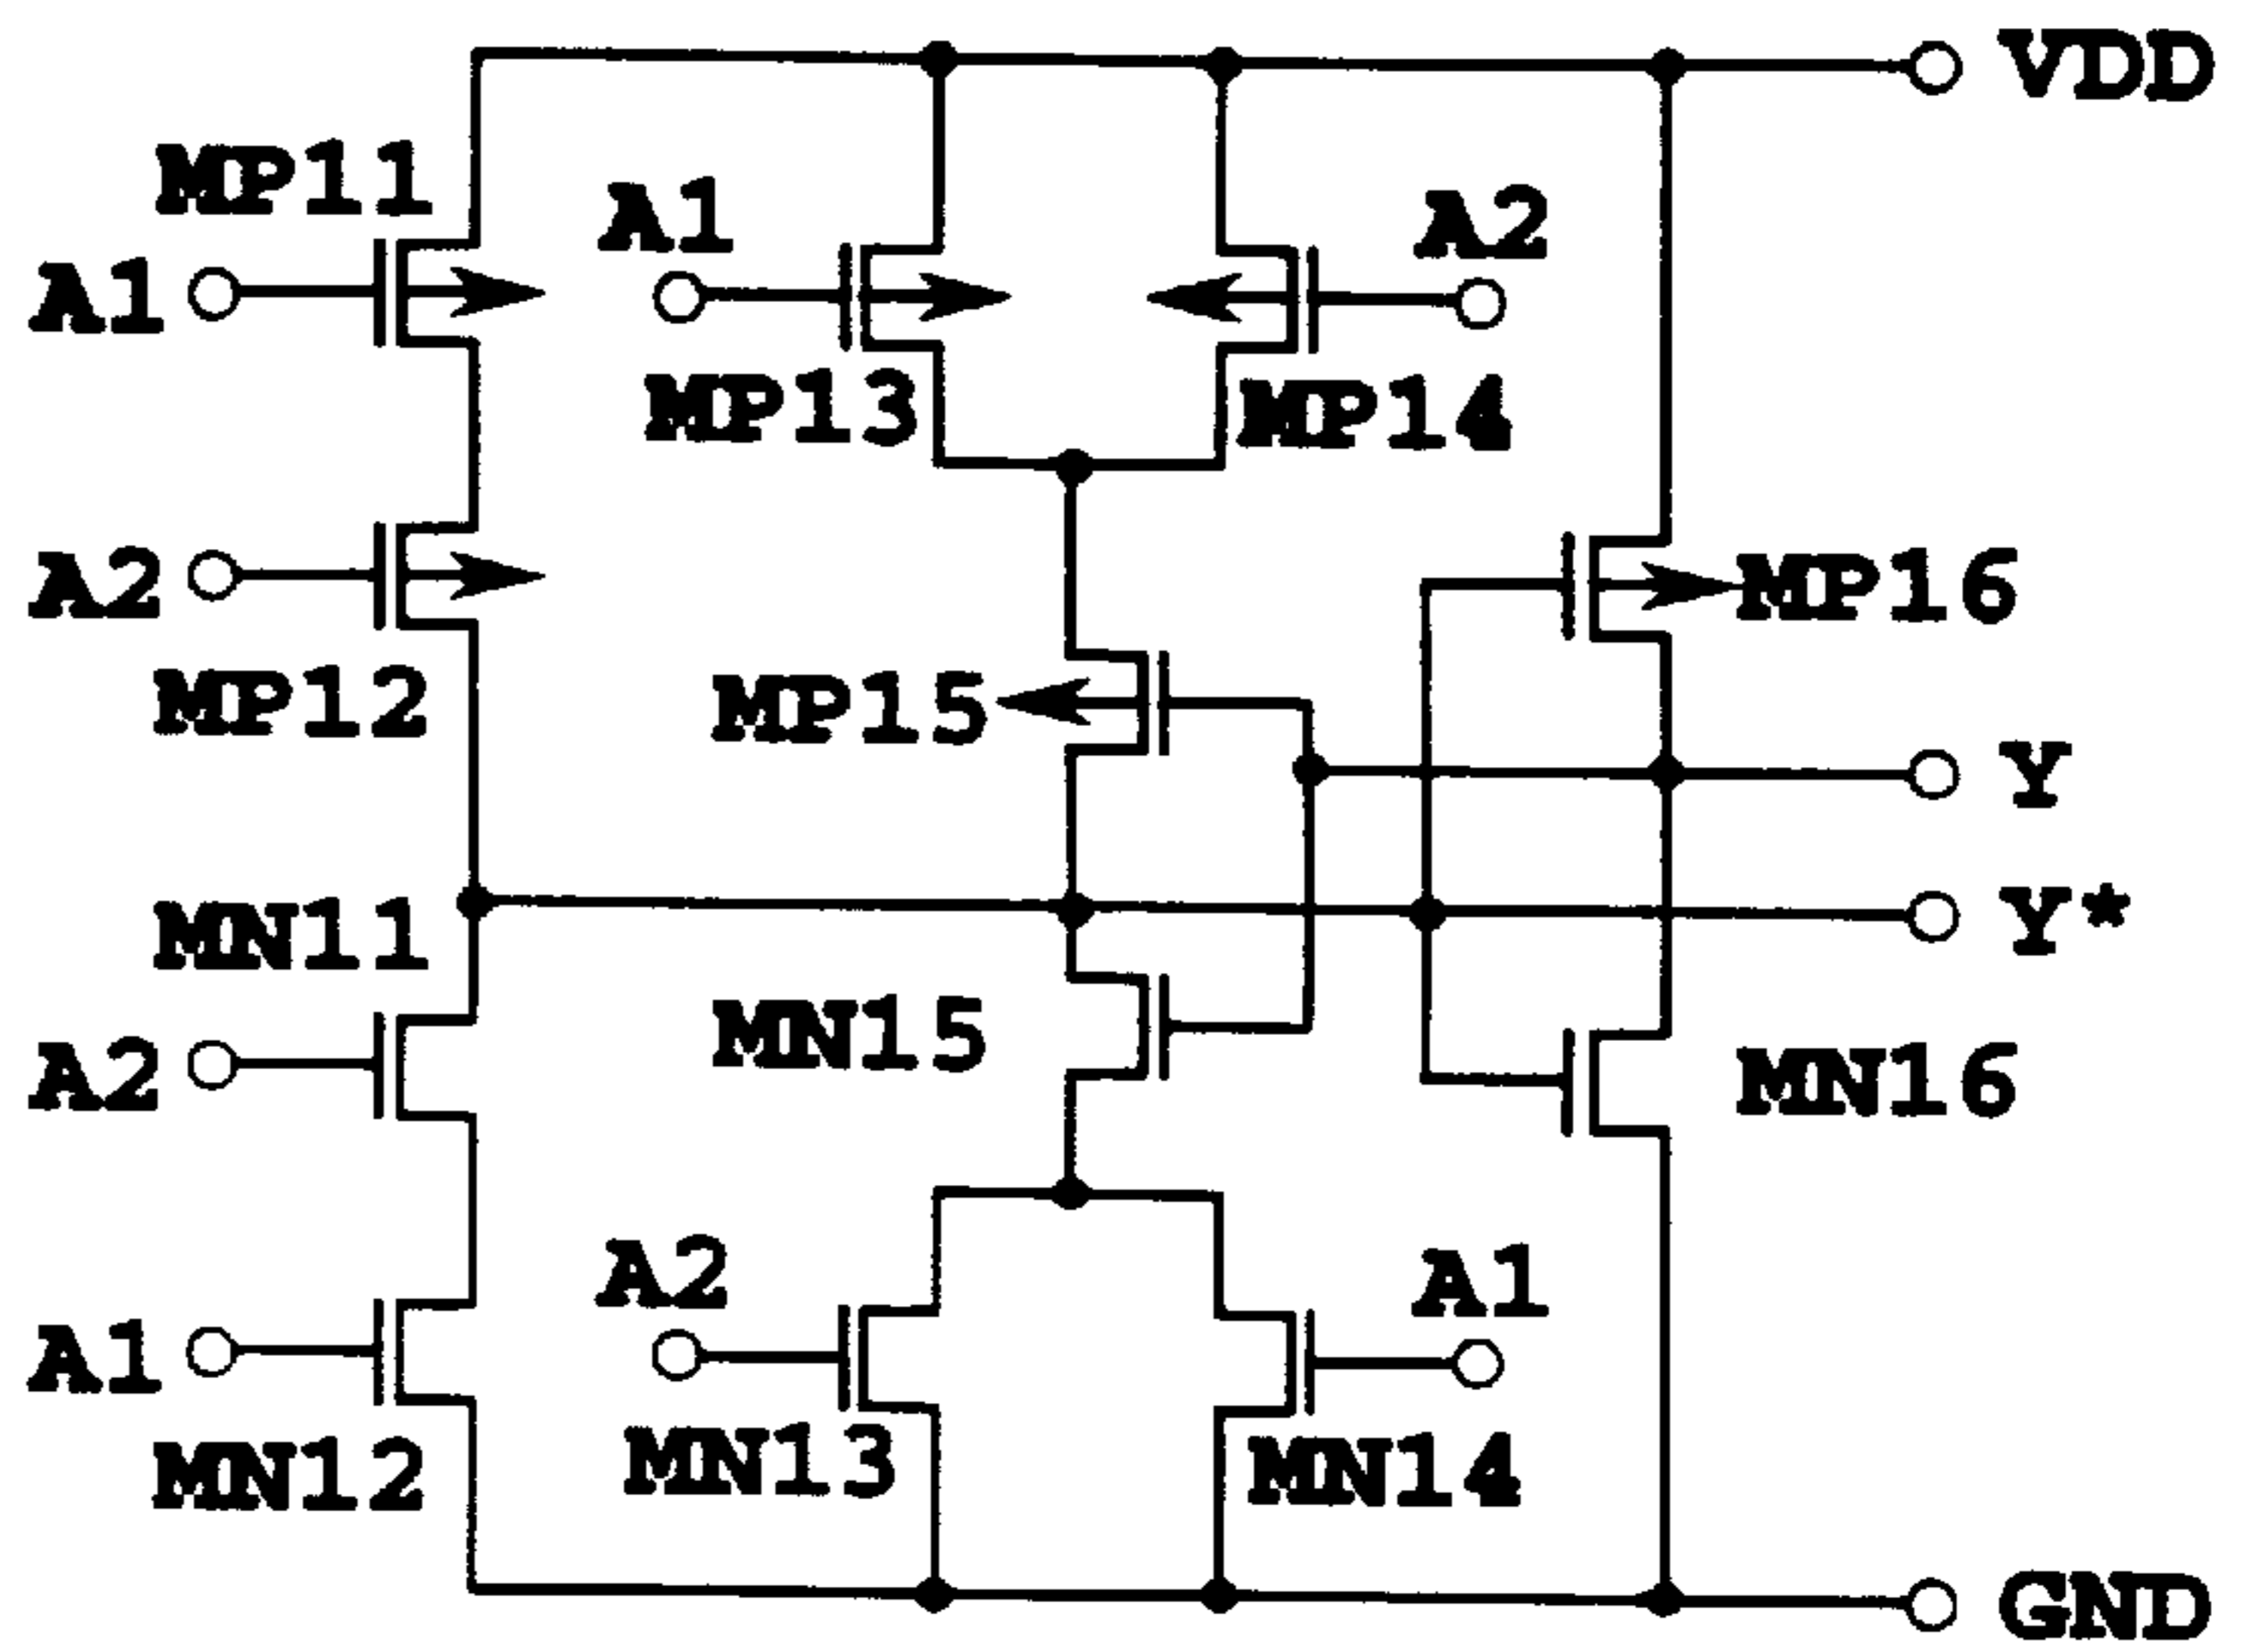 VDD
MP11
A1
A2
A1
MP13
MP14
A2
MP16
MP12
MP15
Y
MN11
Y*
MN15
A2
MN16
A2
A1
A1
MN12
MN13
MN14
GND